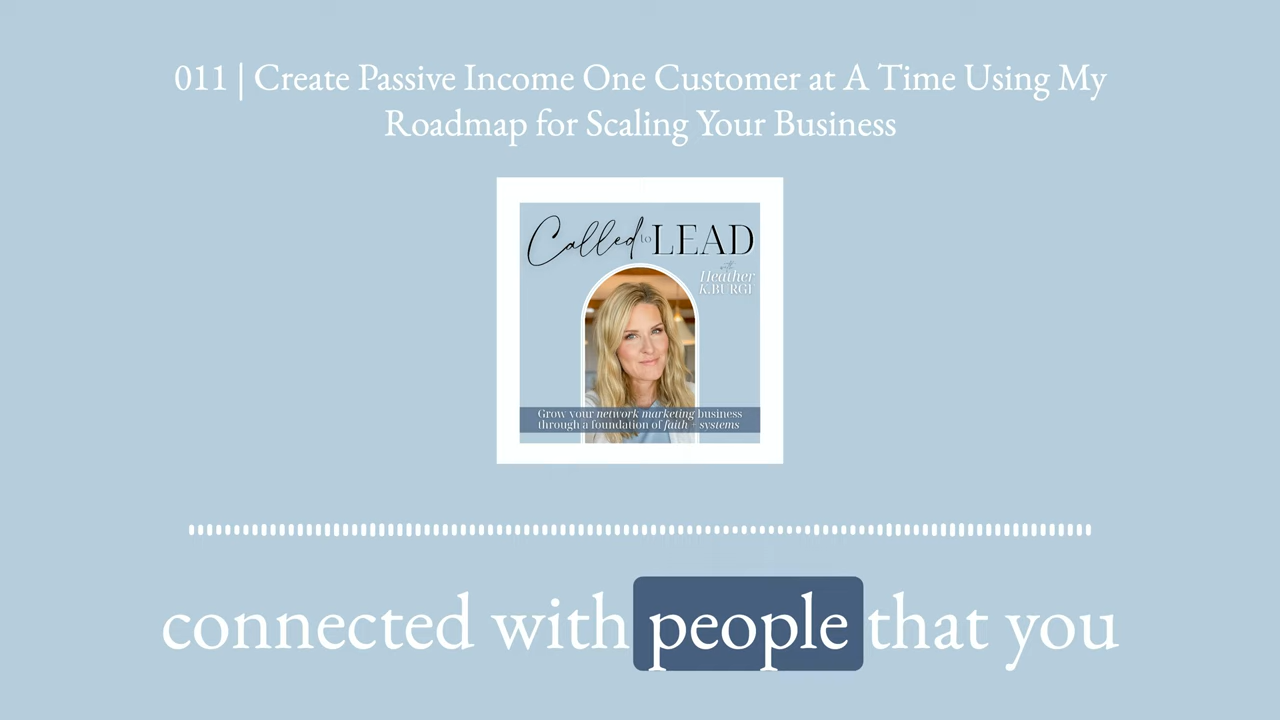 011 | Create Passive Income One Customer at A Time Using My
Roadmap for Scaling Your Business
Called to LEAD
with
Heather
K.BURGE
Grow your network marketing business
through a foundation of faith + systems
connected with people that you